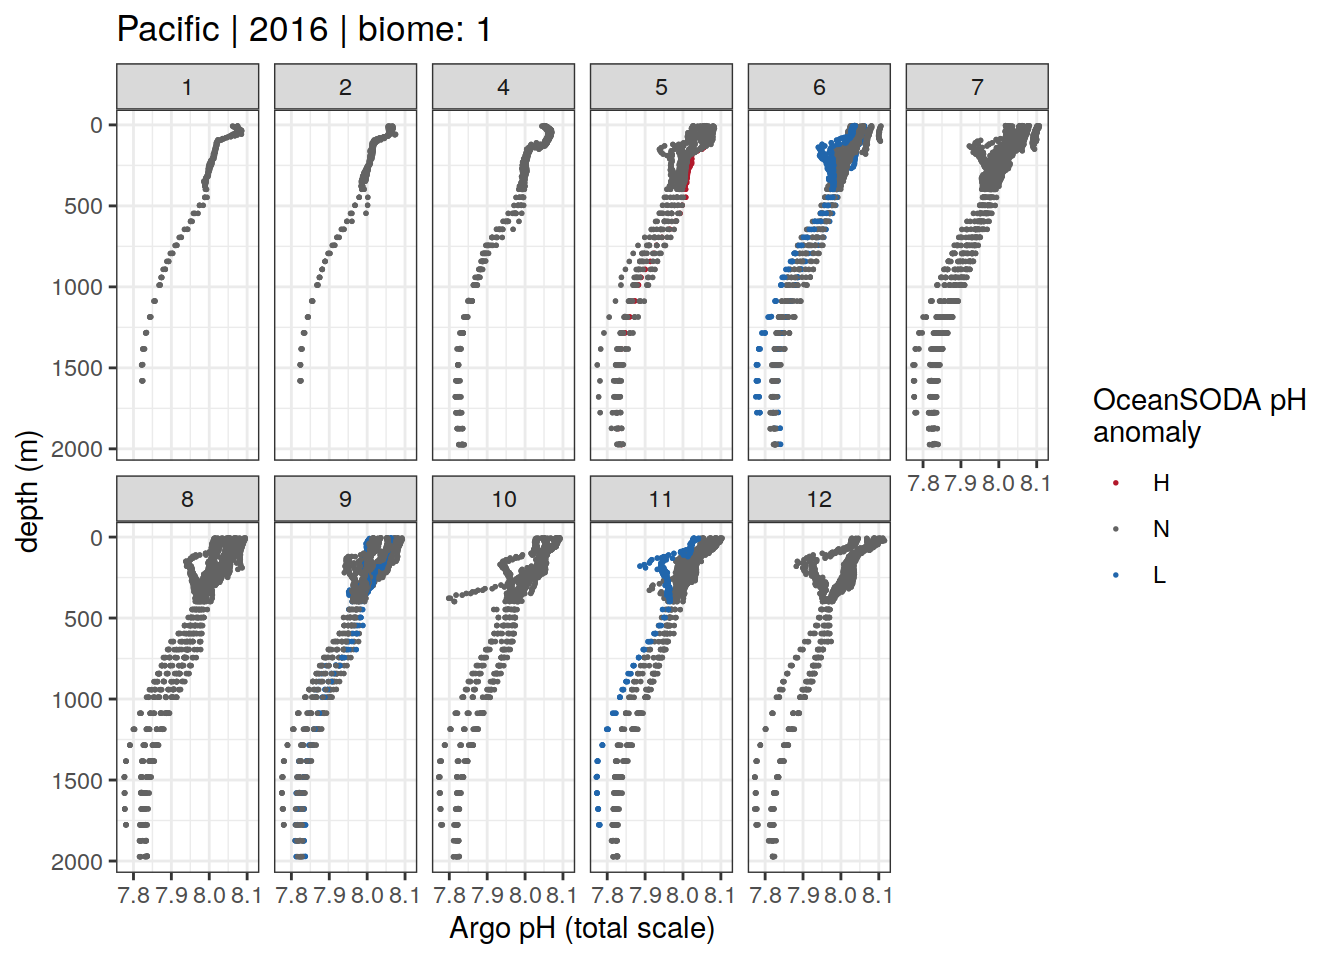 Pacific | 2016 | biome: 1
1 2 4 5 6 7
0
500
1000
1500
2000
7.8 7.9 8.0 8.1
8 9 10 11 12
0
500
1000
1500
2000
7.8 7.9 8.0 8.1 7.8 7.9 8.0 8.1 7.8 7.9 8.0 8.1 7.8 7.9 8.0 8.1 7.8 7.9 8.0 8.1
Argo pH (total scale)
depth (m)
OceanSODA pH
anomaly
H
N
L